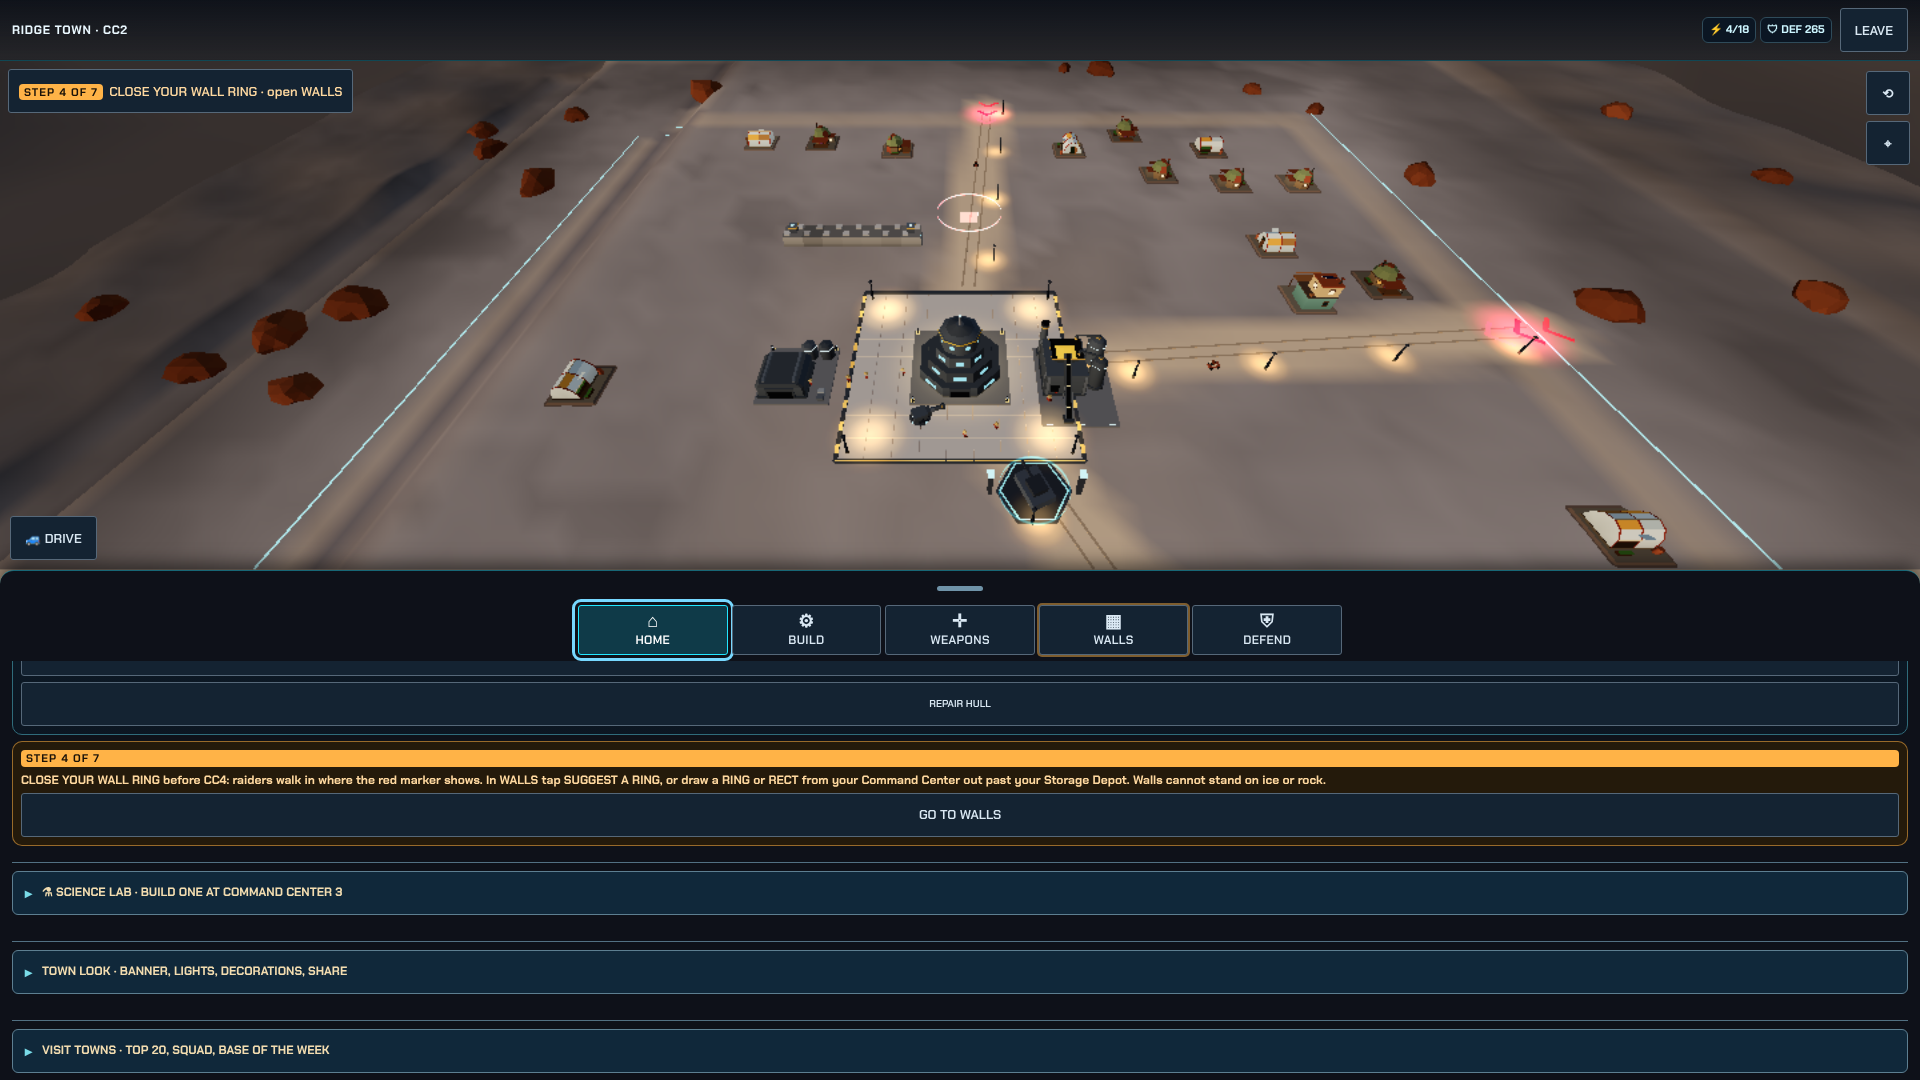 RIDGE TOWN · CC2
⚡ 4/18
🛡 DEF 265
LEAVE
STEP 4 OF 7 CLOSE YOUR WALL RING · open WALLS
DRIVE
HOME
BUILD
WEAPONS
WALLS
DEFEND
REPAIR HULL
STEP 4 OF 7
CLOSE YOUR WALL RING before CC4: raiders walk in where the red marker shows. In WALLS tap SUGGEST A RING, or draw a RING or RECT from your Command Center out past your Storage Depot. Walls cannot stand on ice or rock.
GO TO WALLS
▶ ⚗ SCIENCE LAB · BUILD ONE AT COMMAND CENTER 3
▶ TOWN LOOK · BANNER, LIGHTS, DECORATIONS, SHARE
▶ VISIT TOWNS · TOP 20, SQUAD, BASE OF THE WEEK